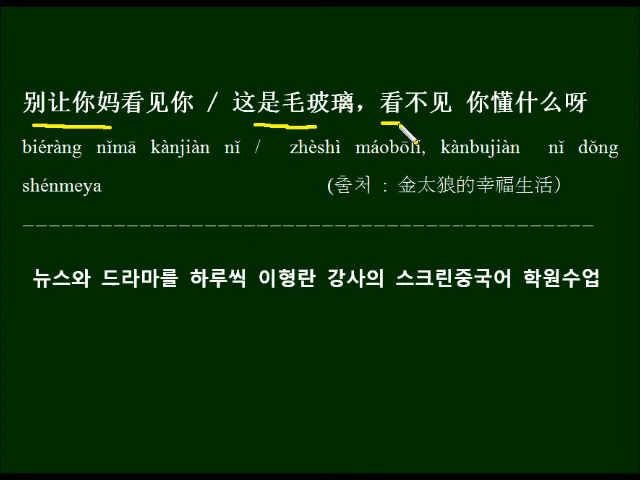 别让你妈看见你 / 这是毛玻璃，看不见 你懂什么呀
biéràng nǐmā kànjiàn nǐ / zhèshì máobōlí, kànbujiàn nǐ dǒng
shénmeya (출처 : 金太狼的幸福生活）
뉴스와 드라마를 하루씩 이형란 강사의 스크린중국어 학원수업